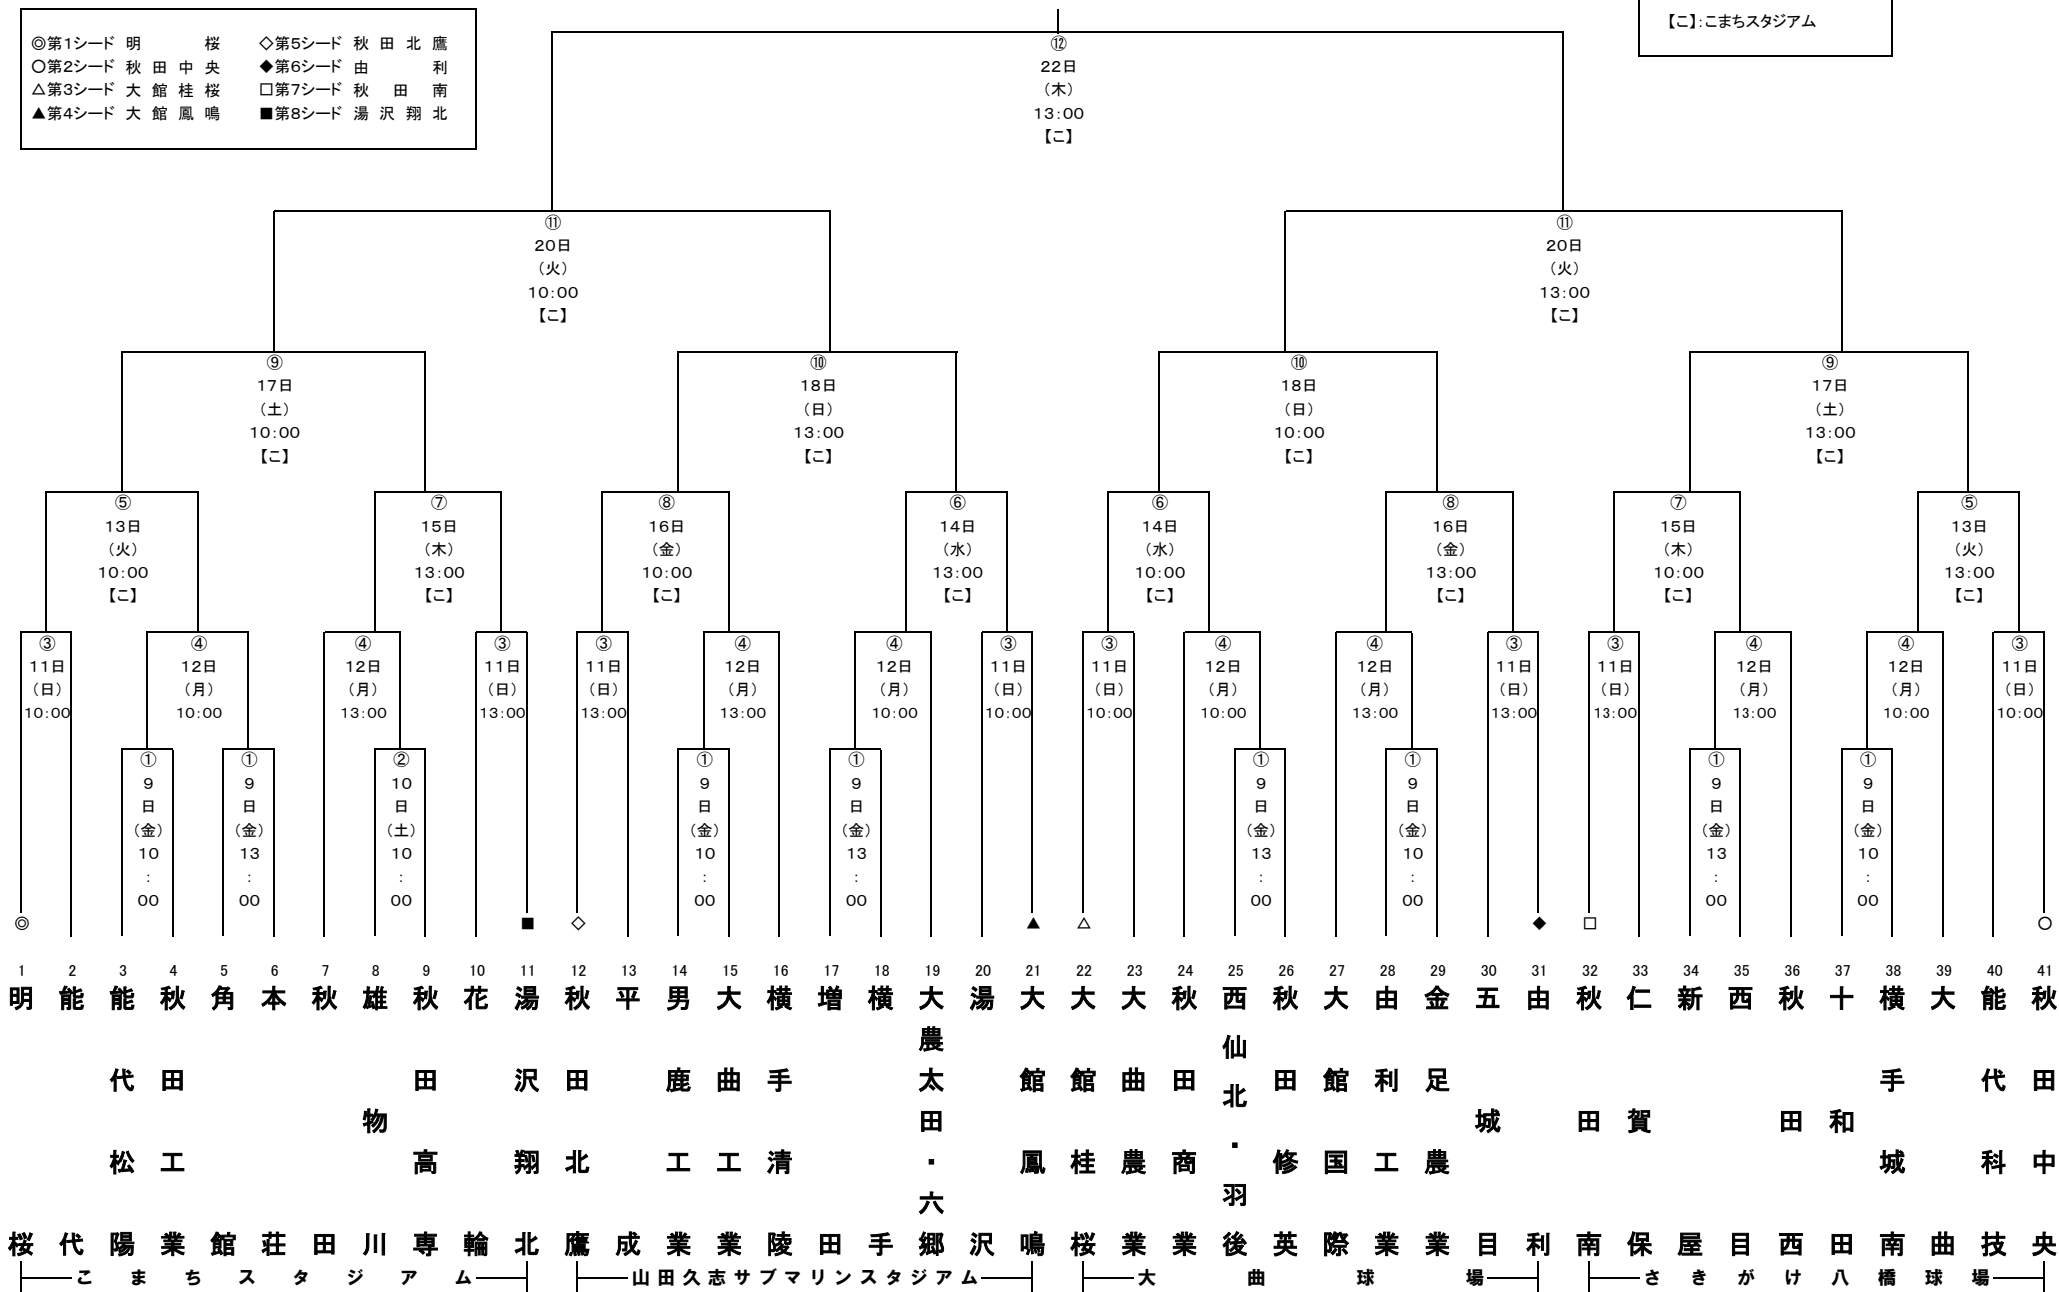 【こ】:こまちスタジアム
◎第1シード 明 桜 ◇第5シード 秋 田 北 鷹
○第2シード 秋 田 中 央 ◆第6シード 由 利
△第3シード 大 館 桂 桜 □第7シード 秋 田 南
▲第4シード 大 館 鳳 鳴 ■第8シード 湯 沢 翔 北
⑫
22日
(木)
13:00
【こ】
⑪ ⑪
20日 20日
(火) (火)
10:00 13:00
【こ】 【こ】
⑨ ⑩ ⑩ ⑨
17日 18日 18日 17日
(土) (日) (日) (土)
10:00 13:00 10:00 13:00
【こ】 【こ】 【こ】 【こ】
⑤ ⑦ ⑧ ⑥ ⑥ ⑧ ⑦ ⑤
13日 15日 16日 14日 14日 16日 15日 13日
(火) (木) (金) (水) (水) (金) (木) (火)
10:00 13:00 10:00 13:00 10:00 13:00 10:00 13:00
【こ】 【こ】 【こ】 【こ】 【こ】 【こ】 【こ】 【こ】
③ ④ ④ ③ ③ ④ ④ ③ ③ ④ ④ ③ ③ ④ ④ ③
11日 12日 12日 11日 11日 12日 12日 11日 11日 12日 12日 11日 11日 12日 12日 11日
(日) (月) (月) (日) (日) (月) (月) (日) (日) (月) (月) (日) (日) (月) (月) (日)
10:00 10:00 13:00 13:00 13:00 13:00 10:00 10:00 10:00 10:00 13:00 13:00 13:00 13:00 10:00 10:00
① ① ② ① ① ① ① ① ①
9 9 10 9 9 9 9 9 9
日 日 日 日 日 日 日 日 日
(金) (金) (土) (金) (金) (金) (金) (金) (金)
10 13 10 10 13 13 10 13 10
: : : : : : : : :
00 00 00 00 00 00 00 00 00
◎ ■ ◇ ▲ △ ◆ □ ○
1 2 3 4 5 6 7 8 9 10 11 12 13 14 15 16 17 18 19 20 21 22 23 24 25 26 27 28 29 30 31 32 33 34 35 36 37 38 39 40 41
明桜
能代
能代松陽
秋田工業
角館
本荘
秋田
雄物川
秋田高専
花輪
湯沢翔北
秋田北鷹
平成
男鹿工業
大曲工業
横手清陵
増田
横手
大農太田・六郷
湯沢
大館鳳鳴
大館桂桜
大曲農業
秋田商業
西仙北・羽後
秋田修英
大館国際
由利工業
金足農業
五城目
由利
秋田南
仁賀保
新屋
西目
秋田西
十和田
横手城南
大曲
能代科技
秋田中央
こまちスタジアム 山田久志サブマリンスタジアム 大曲球場 さきがけ八橋球場